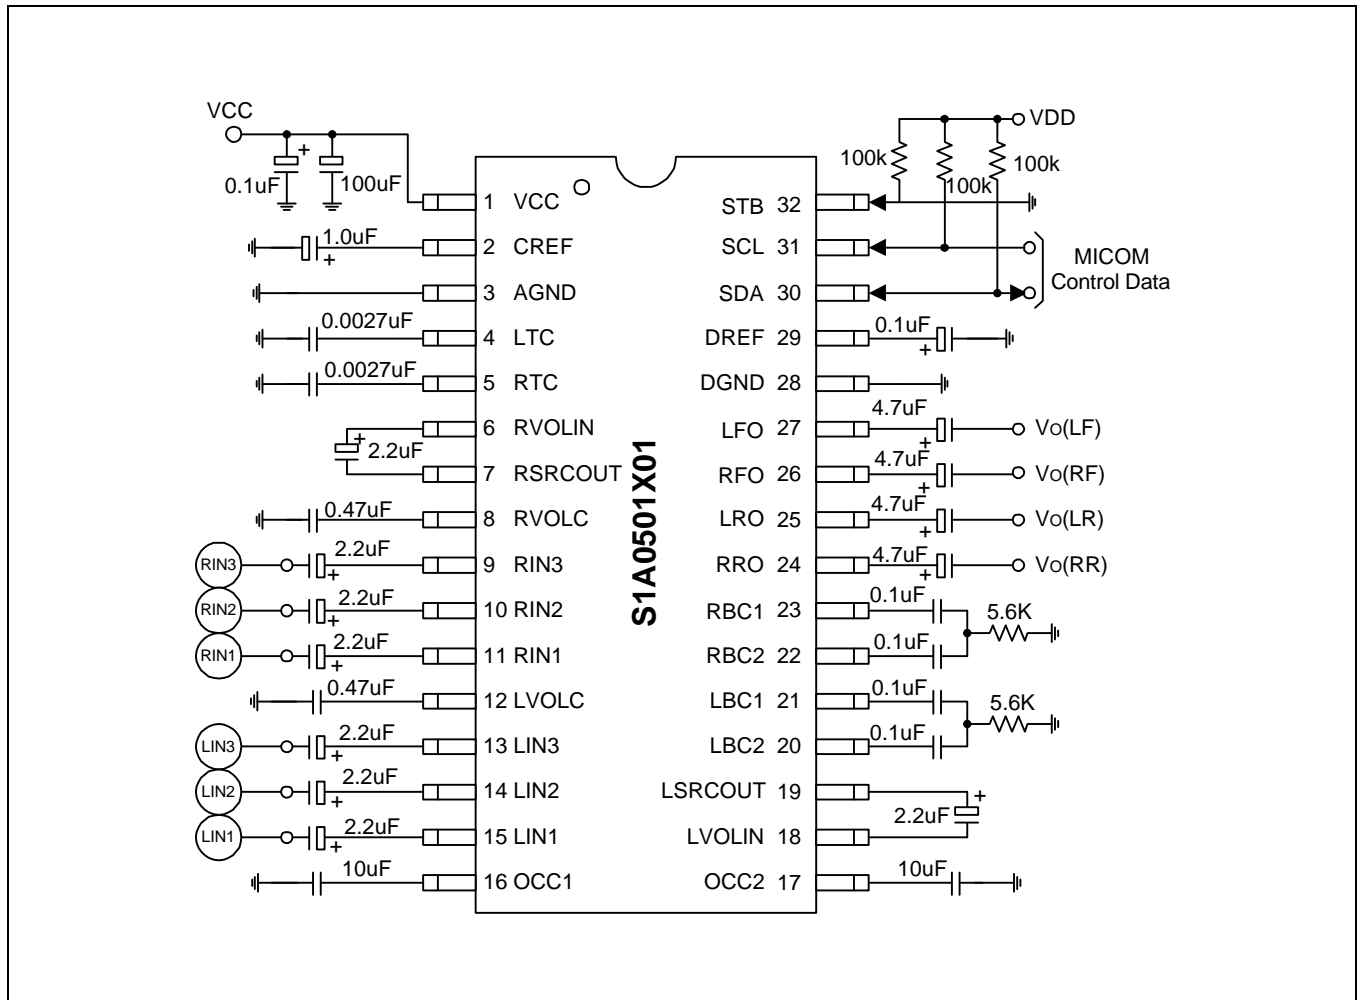 VCC
VDD
0.1uF
+
100uF
100k
100k
100k
1 VCC
STB 32
1.0uF
+
2 CREF
SCL 31
MICOM
Control Data
3 AGND
SDA 30
0.0027uF
4 LTC
DREF 29
0.1uF
+
0.0027uF
5 RTC
DGND 28
+
2.2uF
6 RVOLIN
LFO 27
4.7uF
+
Vo(LF)
7 RSRCOUT
RFO 26
4.7uF
+
Vo(RF)
S1A0501X01
0.47uF
8 RVOLC
LRO 25
4.7uF
+
Vo(LR)
RIN3
2.2uF
+
9 RIN3
RRO 24
4.7uF
+
Vo(RR)
RIN2
2.2uF
+
10 RIN2
RBC1 23
0.1uF
5.6K
RIN1
2.2uF
+
11 RIN1
RBC2 22
0.1uF
0.47uF
12 LVOLC
LBC1 21
0.1uF
5.6K
LIN3
2.2uF
+
13 LIN3
LBC2 20
0.1uF
LIN2
2.2uF
+
14 LIN2
LSRCOUT 19
+
2.2uF
LIN1
2.2uF
+
15 LIN1
LVOLIN 18
10uF
16 OCC1
OCC2 17
10uF